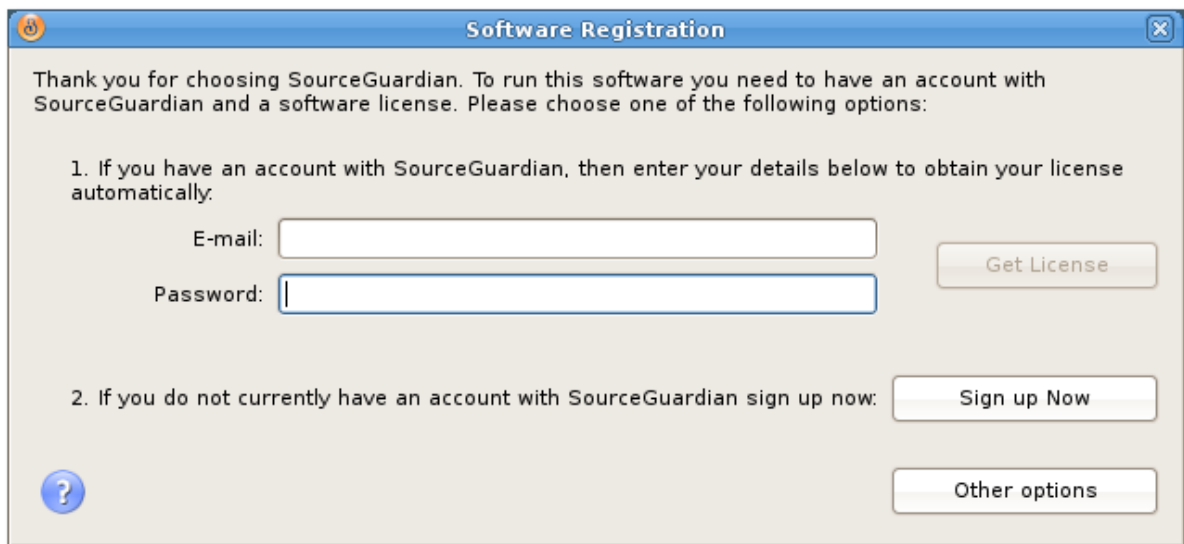 Software Registration
Thank you for choosing SourceGuardian. To run this software you need to have an account with
SourceGuardian and a software license. Please choose one of the following options:
1. If you have an account with SourceGuardian, then enter your details below to obtain your license
automatically:
E-mail:
Get License
Password:
2. If you do not currently have an account with SourceGuardian sign up now:
Sign up Now
?
Other options